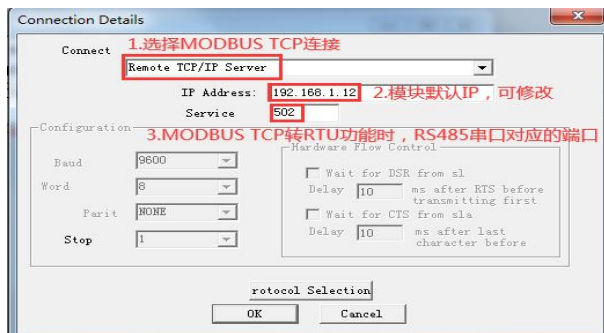 Connection Details
Connect
1.选择MODBUS TCP连接
Remote TCP/IP Server
IP Address:
192.168.1.12
2.模块默认IP，可修改
Service
502
3.MODBUS TCP转RTU功能时，RS485串口对应的端口
Configuration
Hardware Flow Control
Baud
9600
Wait for DSR from sl
Word
8
Delay
10
ms after RTS before
transmitting first
Parit
NONE
Wait for CTS from sla
Stop
1
Delay
10
ms after last
character before
rotocol Selection
OK
Cancel